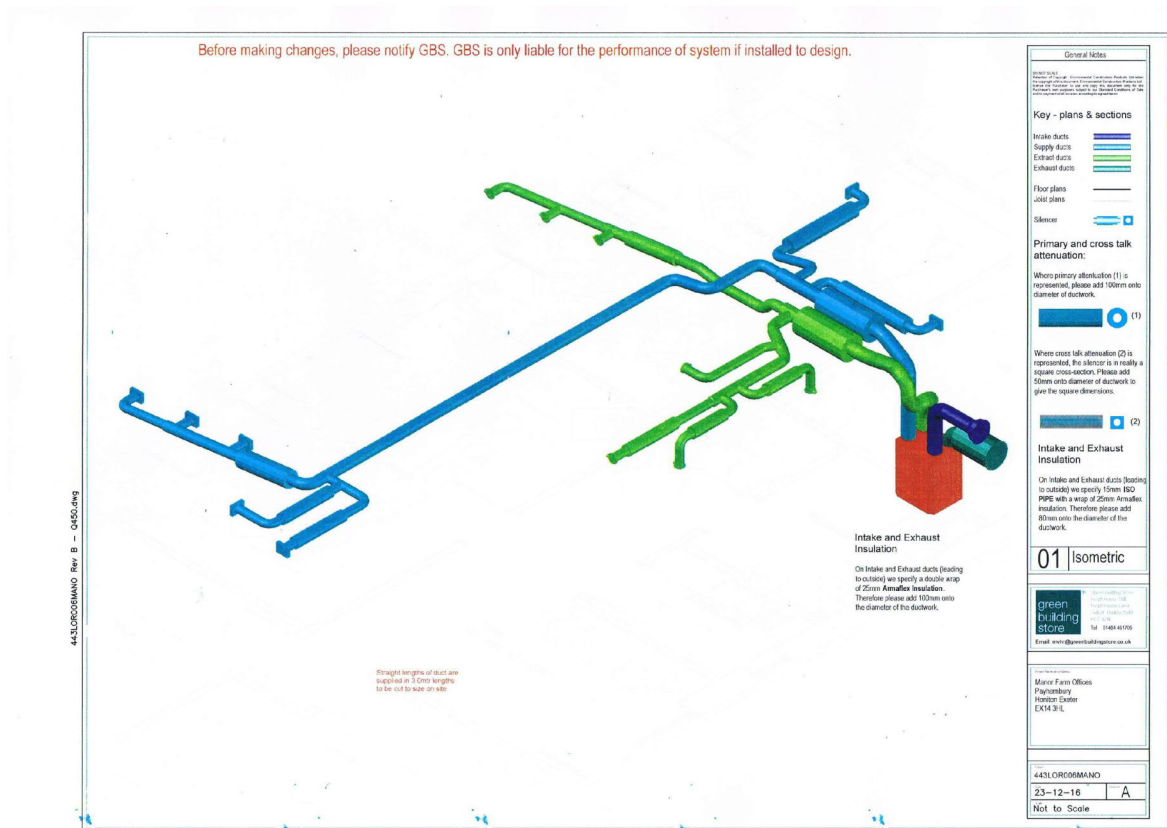 Before making changes, please notify GBS. GBS is only liable for the performance of system if installed to design.
General Notes
DO NOT SCALE
Key - plans & sections
Intake ducts
Supply ducts
Extract ducts
Exhaust ducts
Floor plans
Joist plans
Silencer
Primary and cross talk
attenuation:
Where primary attentuation (1) is
represented, please add 100mm onto
diameter of ductwork.
(1)
Where cross talk attenuation (2) is
represented, the silencer is in reality a
square cross-section. Please add
50mm onto diameter of ductwork to
give the square dimensions.
(2)
Intake and Exhaust
Insulation
On Intake and Exhaust ducts (leading
to outside) we specify 15mm ISO
PIPE with a wrap of 25mm Armaflex
insulation. Therefore please add
80mm onto the diameter of the
ductwork.
01 Isometric
green
building
store
Tel 01484 461705
Email mvhr@greenbuildingstore.co.uk
Manor Farm Offices
Payhembury
Honiton Exeter
EX14 3HL
443LOR006MANO
23-12-16 A
Not to Scale
Intake and Exhaust
Insulation
On Intake and Exhaust ducts (leading
to outside) we specify a double wrap
of 25mm Armaflex Insulation.
Therefore please add 100mm onto
the diameter of the ductwork.
Straight lengths of duct are
supplied in 3.0mtr lengths
to be cut to size on site
443LOR006MANO Rev B - Q450.dwg